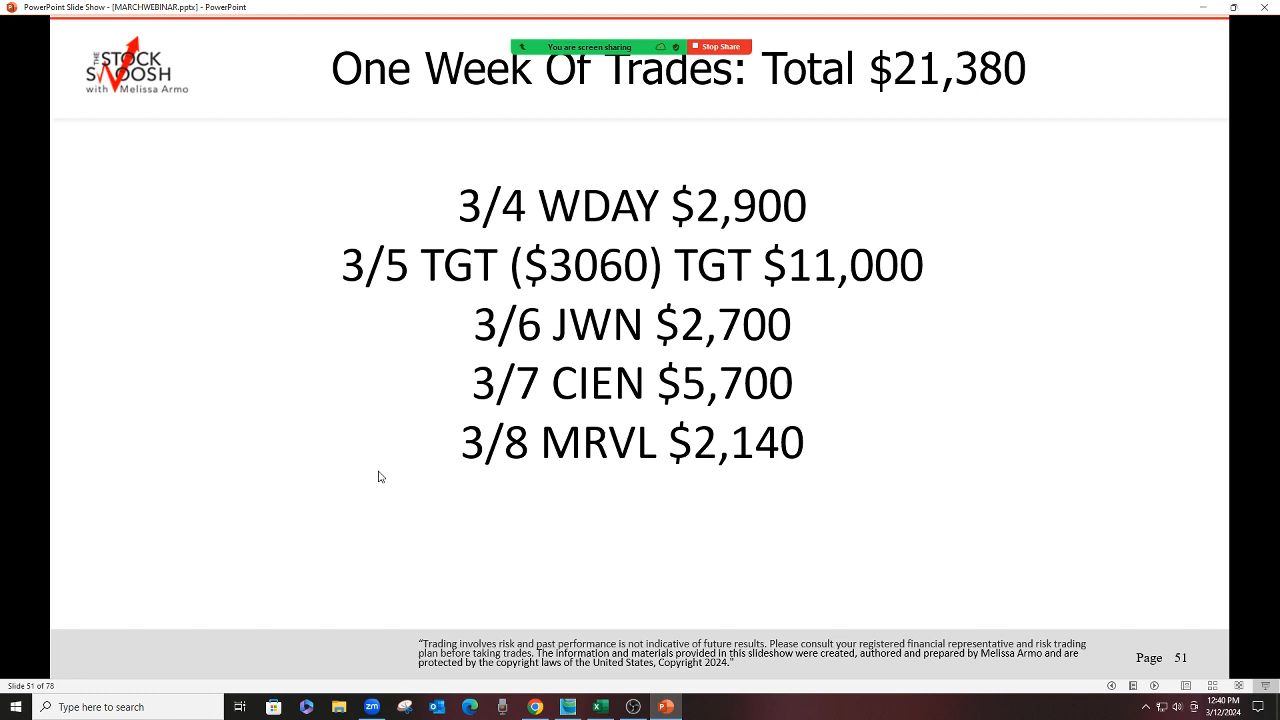 PowerPoint Slide Show - [MARCHWEBINAR.pptx] - PowerPoint
You are screen sharing
Stop Share
THE STOCK
SWOOSH
with Melissa Armo
One Week Of Trades: Total $21,380
3/4 WDAY $2,900
3/5 TGT ($3060) TGT $11,000
3/6 JWN $2,700
3/7 CIEN $5,700
3/8 MRVL $2,140
"Trading involves risk and past performance is not indicative of future results. Please consult your registered financial representative and risk trading
plan before taking trades. The information and materials provided in this slideshow were created, authored and prepared by Melissa Armo and are
protected by the copyright laws of the United States, Copyright 2024."
Page 51
Slide 51 of 78
Type here to search
12:40 PM
3/12/2024